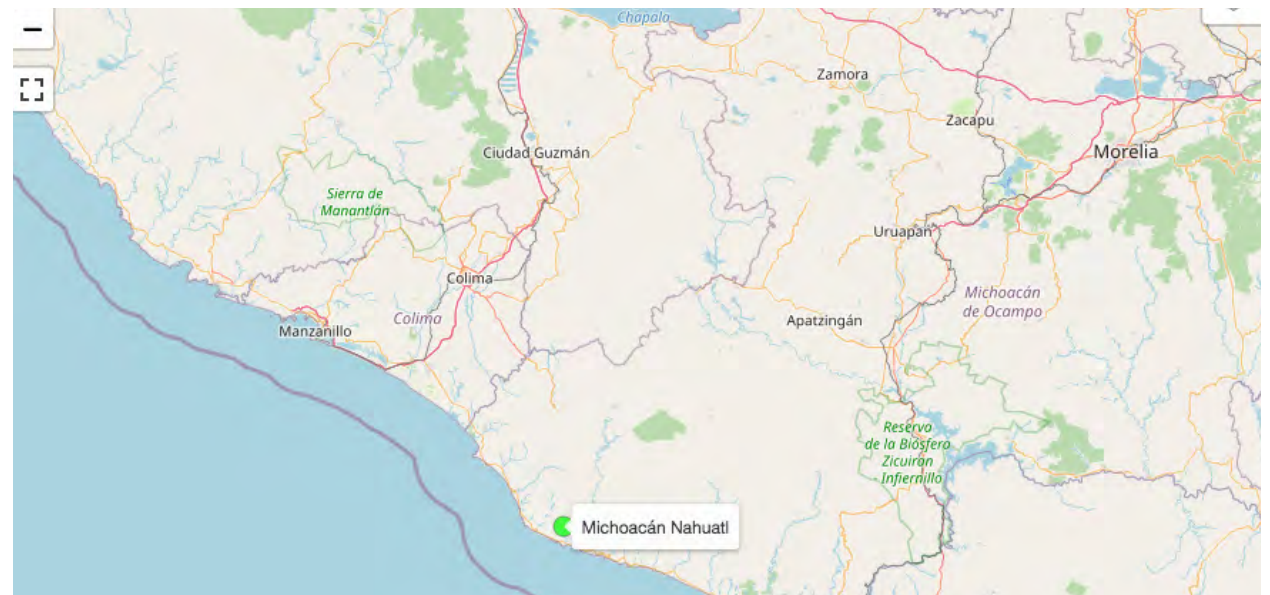 Chapala
−
Zamora
Zacapu
Ciudad Guzmán
Morelia
Sierra de
Manantlán
Uruapan
Colima
Michoacán
de Ocampo
Colima
Manzanillo
Apatzingán
Reserva
de la Biósfera
Zicuirán
Infiernillo
Michoacán Nahuatl